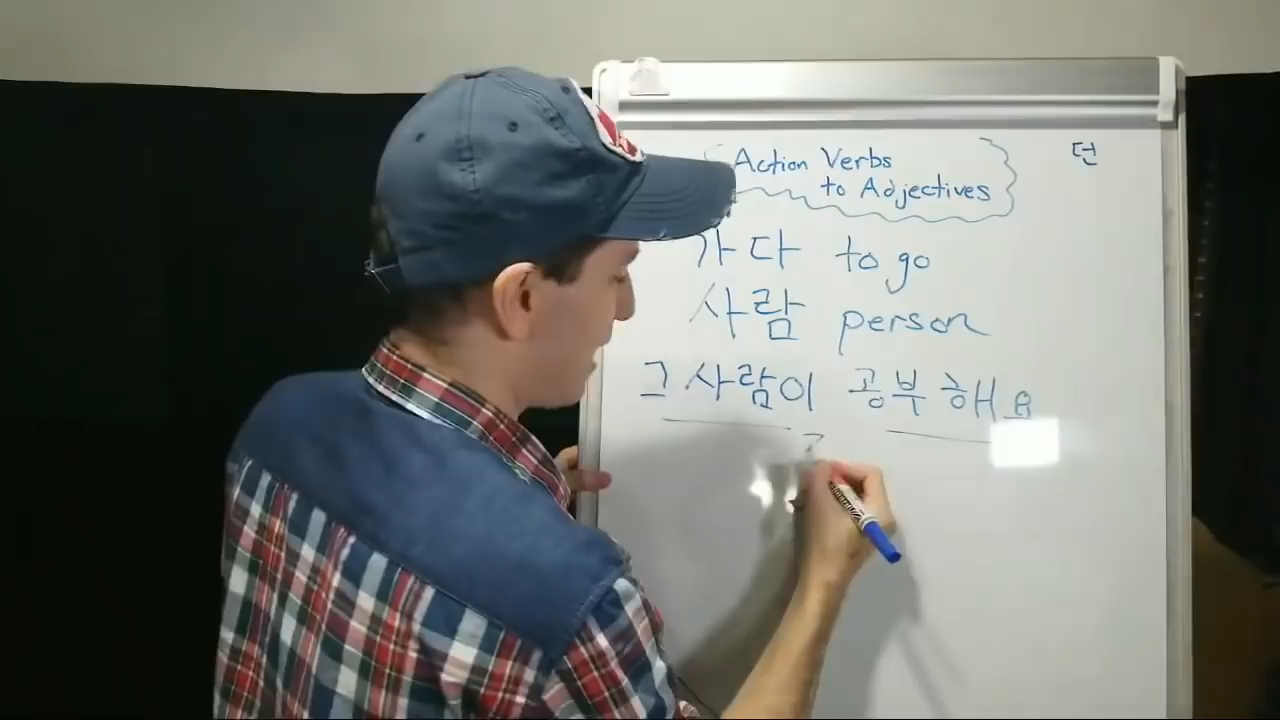 Action Verbs
던
to Adjectives
가다 to go
사람 person
그 사람이 공부해요